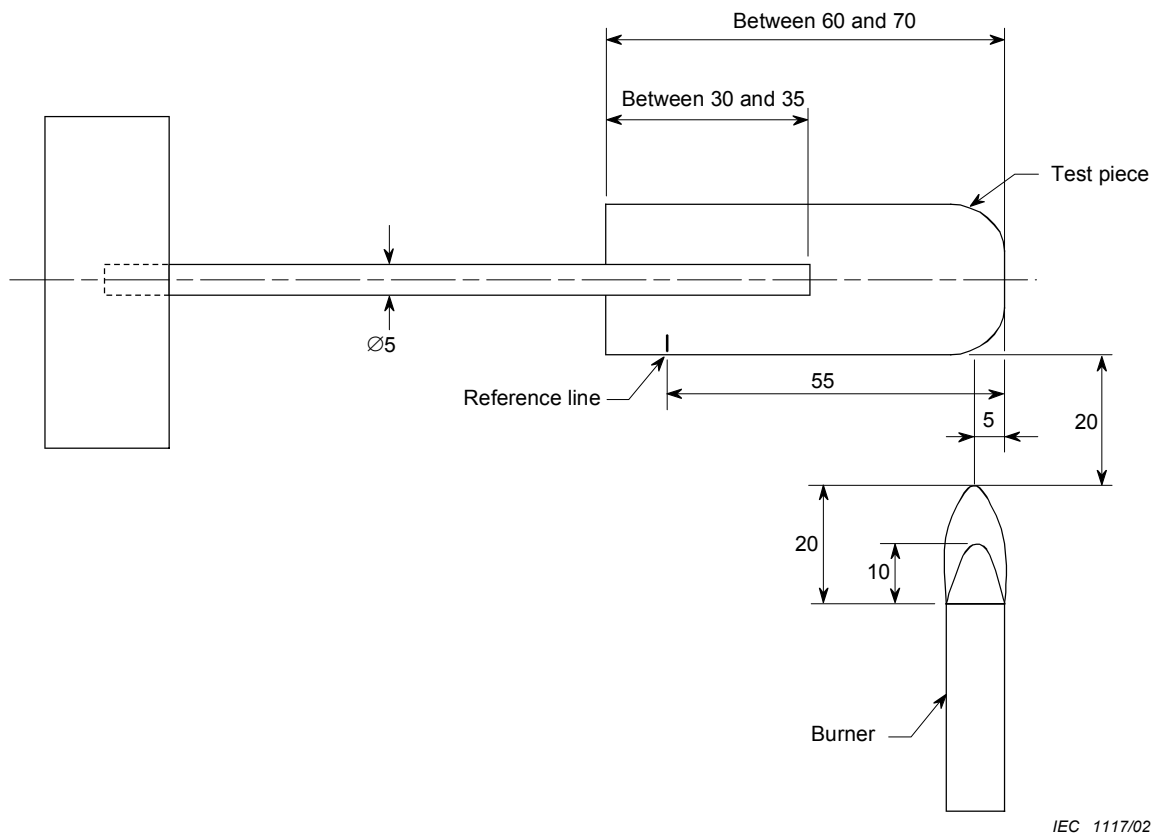 Between 60 and 70
Between 30 and 35
Test piece
∅5
Reference line
55
5
20
20
10
Burner
IEC 1117/02